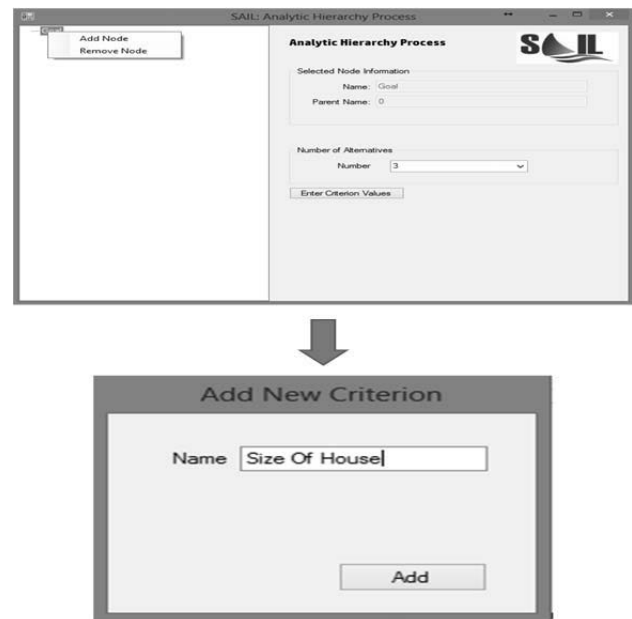 SAIL: Analytic Hierarchy Process
Add Node
Remove Node
Analytic Hierarchy Process
SAIL
Selected Node Information
Name: Goal
Parent Name: 0
Number of Alternatives
Number 3
Enter Criterion Values
Add New Criterion
Name Size Of House
Add